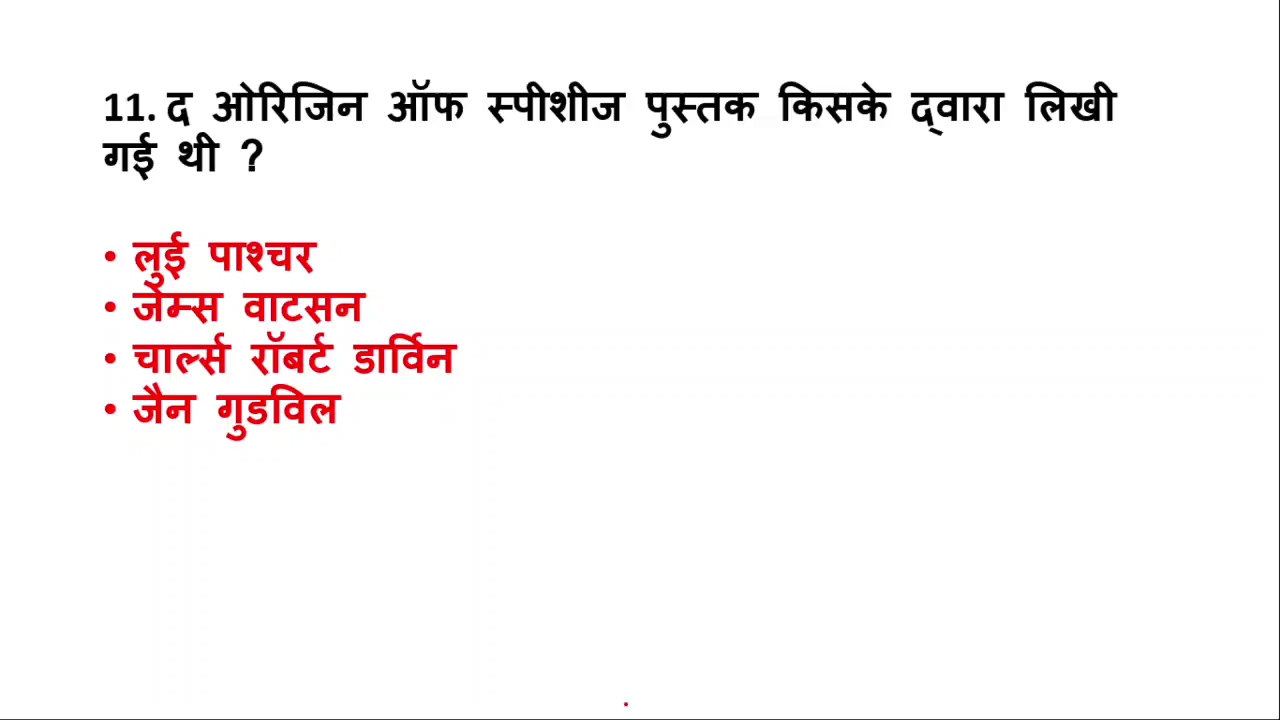 11. द ओरिजिन ऑफ स्पीशीज पुस्तक किसके द्वारा लिखी
गई थी ?
• लुई पाश्चर
• जेम्स वाटसन
• चार्ल्स रॉबर्ट डार्विन
• जैन गुडविल